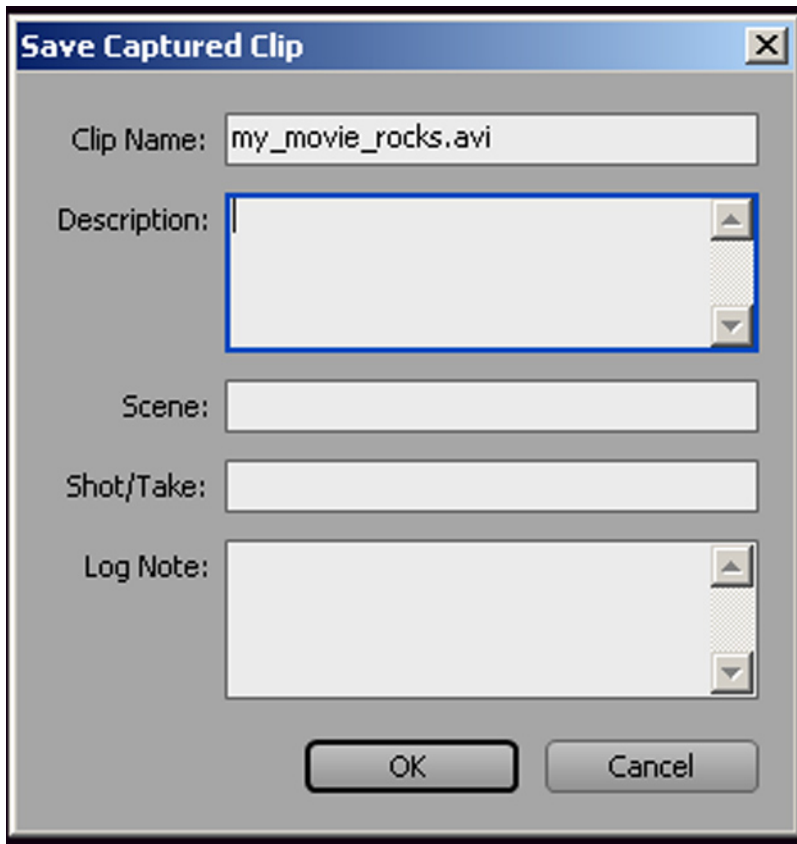 Save Captured Clip
Clip Name: my_movie_rocks.avi
Description:
Scene:
Shot/Take:
Log Note:
OK Cancel